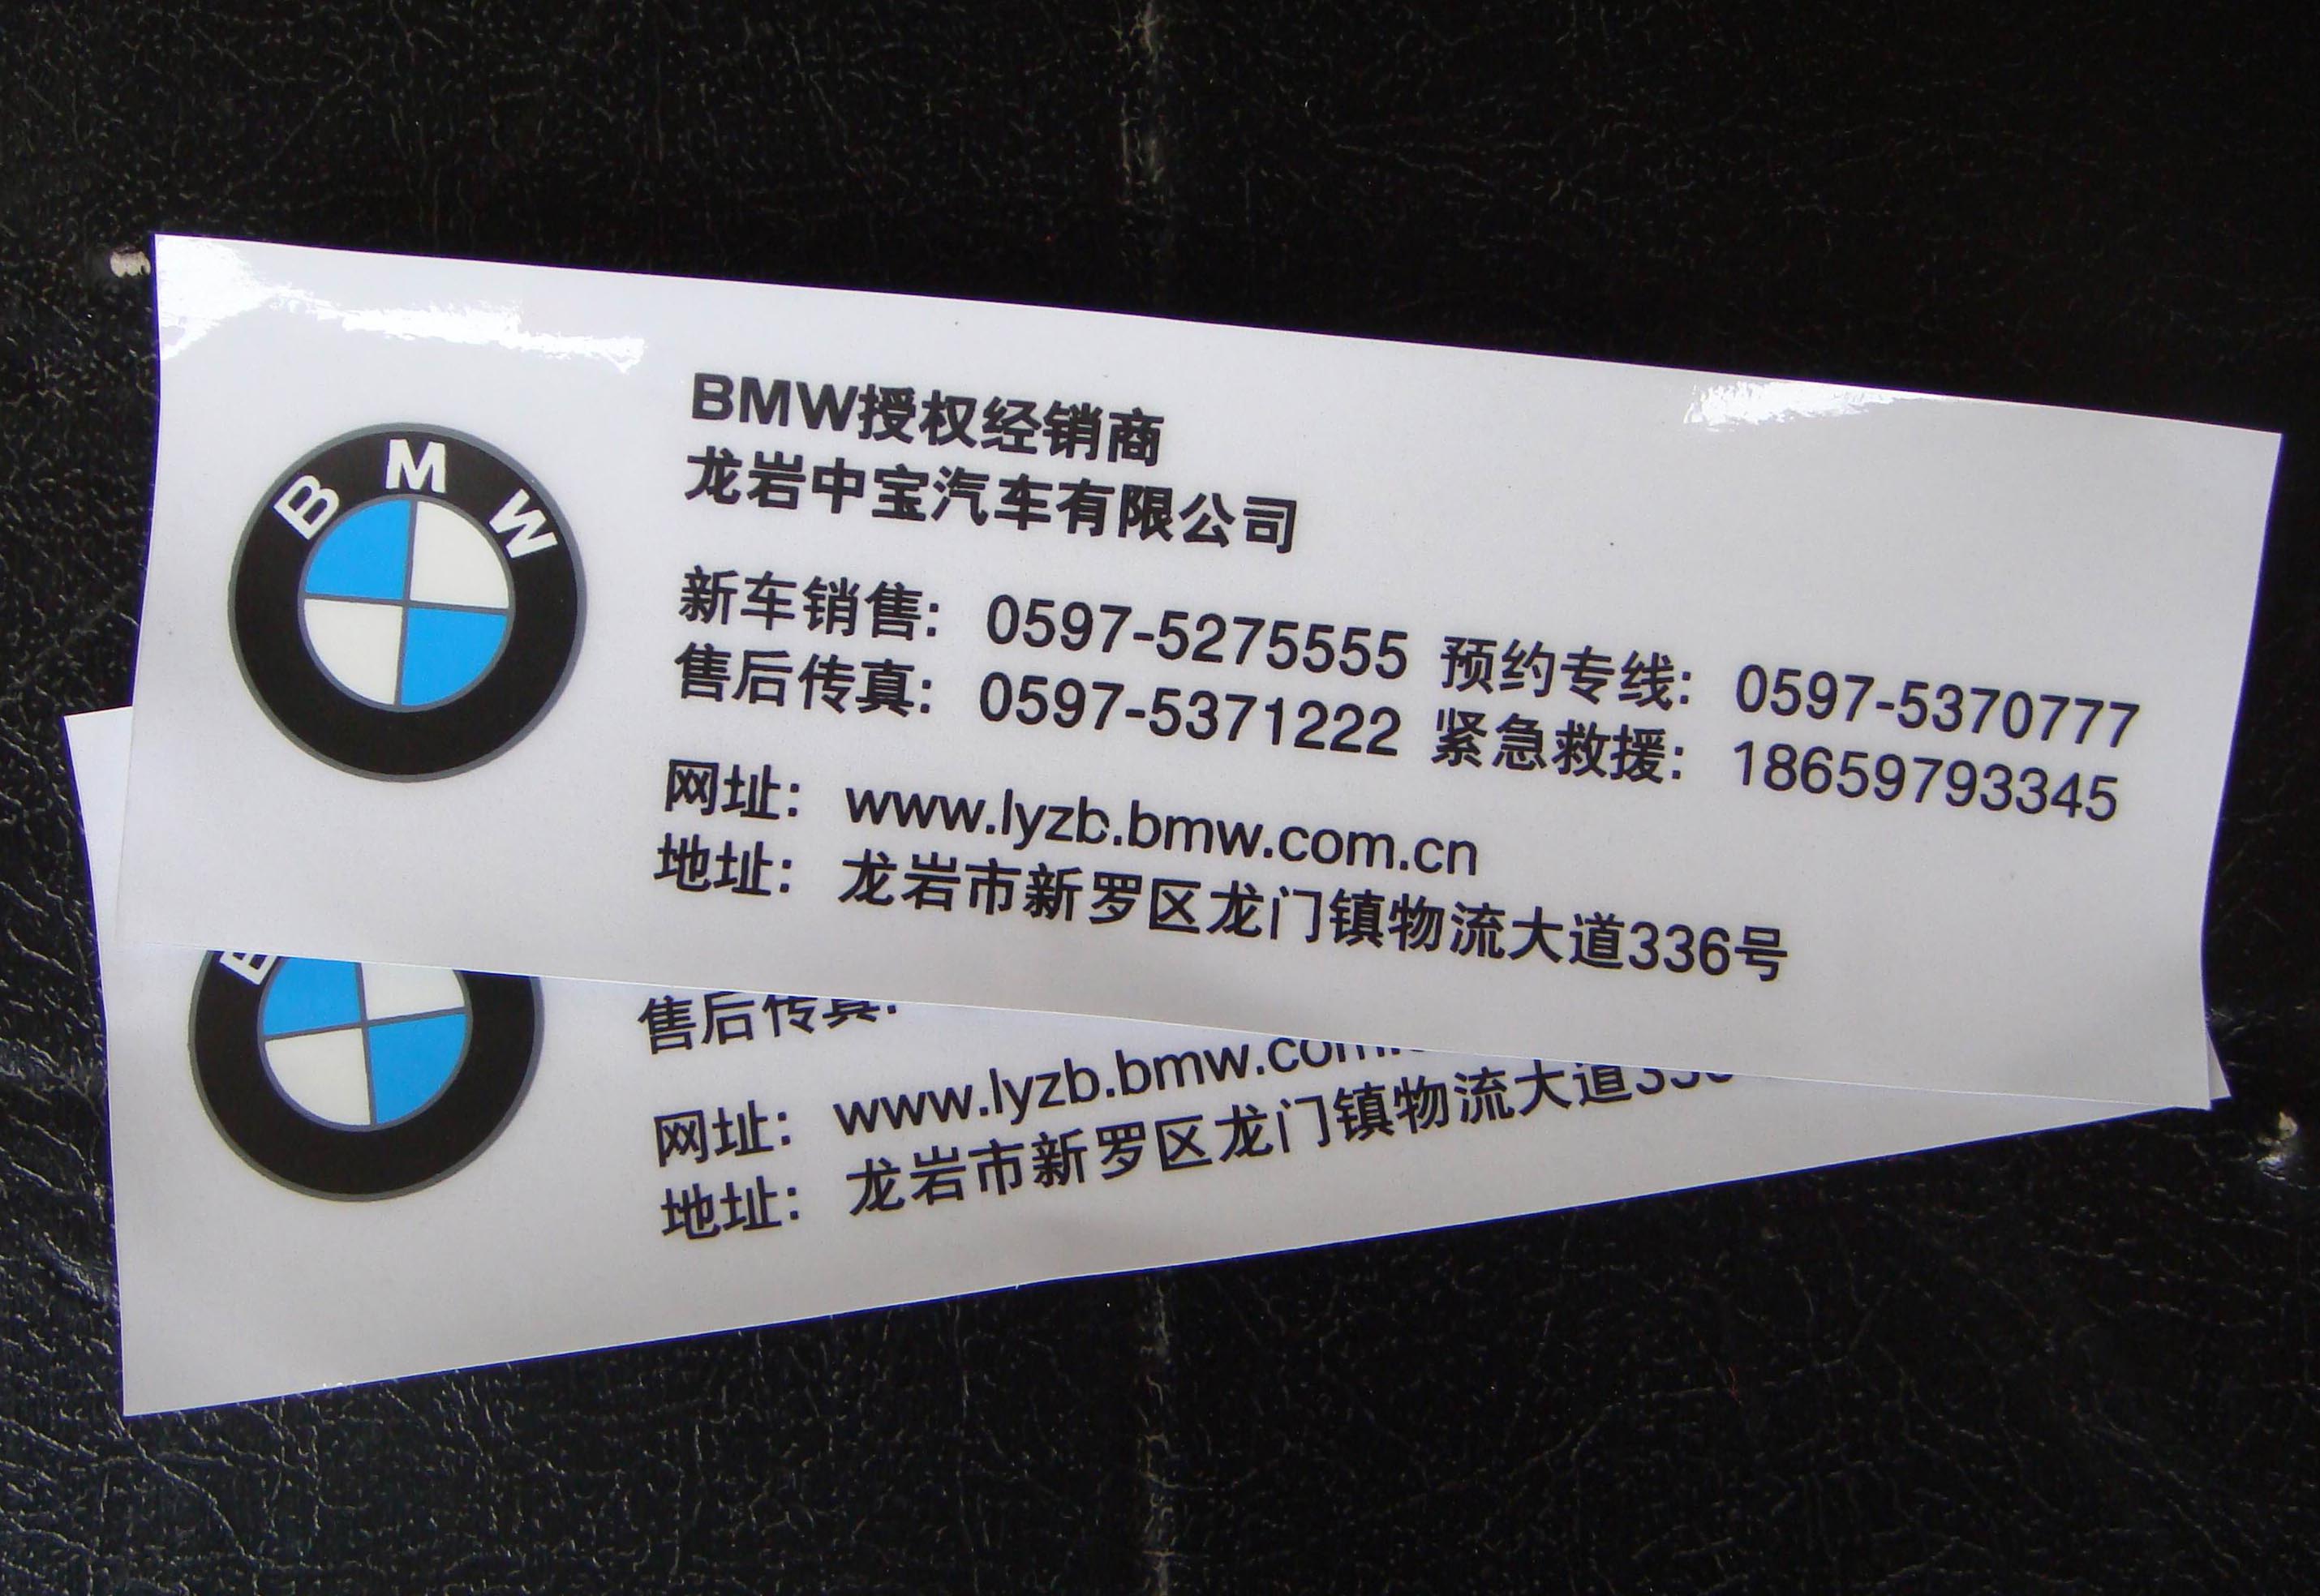 BMW
BMW授权经销商
龙岩中宝汽车有限公司
新车销售: 0597-5275555 预约专线: 0597-5370777
售后传真: 0597-5371222 紧急救援: 18659793345
网址: www.lyzb.bmw.com.cn
地址: 龙岩市新罗区龙门镇物流大道336号
B
售后传真:
网址: www.lyzb.bmw.com
地址: 龙岩市新罗区龙门镇物流大道336